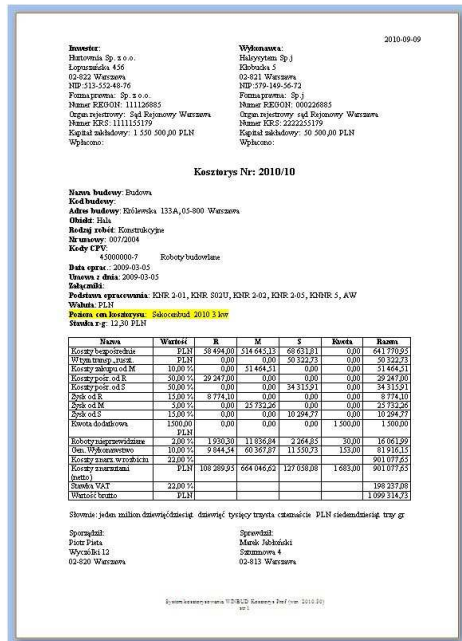 2010-09-09
Inwestor: Wykonawca:
Hurtownia Sp. z o.o. Halsystem Sp.j
Łopuszańska 456 Kłobucka 5
02-822 Warszawa 02-821 Warszawa
NIP:513-552-48-76 NIP:579-149-56-72
Forma prawna: Sp. z o.o. Forma prawna: Sp.j
Numer REGON: 111126885 Numer REGON: 000226885
Organ rejestrowy: Sąd Rejonowy Warszawa Organ rejestrowy: sąd Rejonowy Warszawa
Numer KRS: 1111155179 Numer KRS: 2222255179
Kapitał zakładowy: 1 550 500,00 PLN Kapitał zakładowy: 50 500,00 PLN
Wpłacono: Wpłacono:
Kosztorys Nr: 2010/10
Nazwa budowy: Budowa
Kod budowy:
Adres budowy: Królewska 133A, 05-800 Warszawa
Obiekt: Hala
Rodzaj robót: Konstrukcyjne
Nr umowy: 007/2004
Kody CPV:
45000000-7 Roboty budowlane
Data oprac.: 2009-03-05
Umowa z dnia: 2009-03-05
Załączniki:
Podstawa opracowania: KNR 2-01, KNR S02U, KNR 2-02, KNR 2-05, KNNR 5, AW
Waluta: PLN
Poziom cen kosztorysu: Sekocenbud 2010 3 kw
Stawka r-g: 12,30 PLN
Nazwa Wartość R M S Kwota Razem
Koszty bezpośrednie PLN 58 494,00 514 645,13 68 631,81 0,00 641 770,95
W tym transp., ruszt. PLN 0,00 0,00 50 322,73 0,00 50 322,73
Koszty zakupu od M 10,00 % 0,00 51 464,51 0,00 51 464,51
Koszty pośr. od R 50,00 % 29 247,00 0,00 0,00 29 247,00
Koszty pośr. od S 50,00 % 0,00 0,00 34 315,91 0,00 34 315,91
Zysk od R 15,00 % 8 774,10 0,00 0,00 8 774,10
Zysk od M 5,00 % 0,00 25 732,26 0,00 25 732,26
Zysk od S 15,00 % 0,00 0,00 10 294,77 0,00 10 294,77
Kwota dodatkowa 1500,00 0,00 0,00 0,00 1 500,00 1 500,00
PLN
Roboty nieprzewidziane 2,00 % 1 930,30 11 836,84 2 264,85 30,00 16 061,99
Gen. Wykonawstwo 10,00 % 9 844,54 60 367,87 11 550,73 153,00 81 916,15
Koszty z narz. w rozbiciu 22,00 % 901 077,65
Koszty z narzutami PLN 108 289,95 664 046,62 127 058,08 1 683,00 901 077,65
(netto)
Stawka VAT 22,00 % 198 237,08
Wartość brutto PLN 1 099 314,73
Słownie: jeden milion dziewięćdziesiąt dziewięć tysięcy trzysta czternaście PLN siedemdziesiąt trzy gr
Sporządził: Sprawdził:
Piotr Pieta Marek Jabłoński
Wyczółki 12 Szturmowa 4
02-820 Warszawa 02-813 Warszawa
System kosztorysowania WINBUD Kosztorys Prof (ver. 2010.30)
str 1